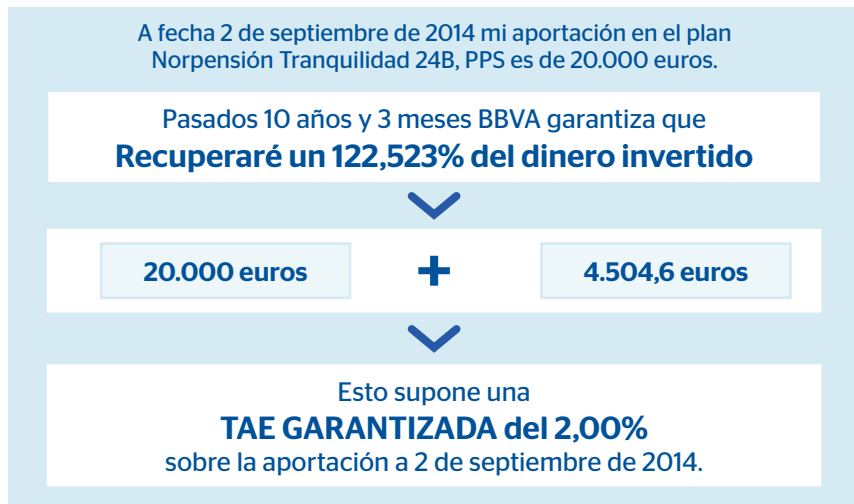 A fecha 2 de septiembre de 2014 mi aportación en el plan
Norpensión Tranquilidad 24B, PPS es de 20.000 euros.
Pasados 10 años y 3 meses BBVA garantiza que
Recuperaré un 122,523% del dinero invertido
20.000 euros + 4.504,6 euros
Esto supone una
TAE GARANTIZADA del 2,00%
sobre la aportación a 2 de septiembre de 2014.